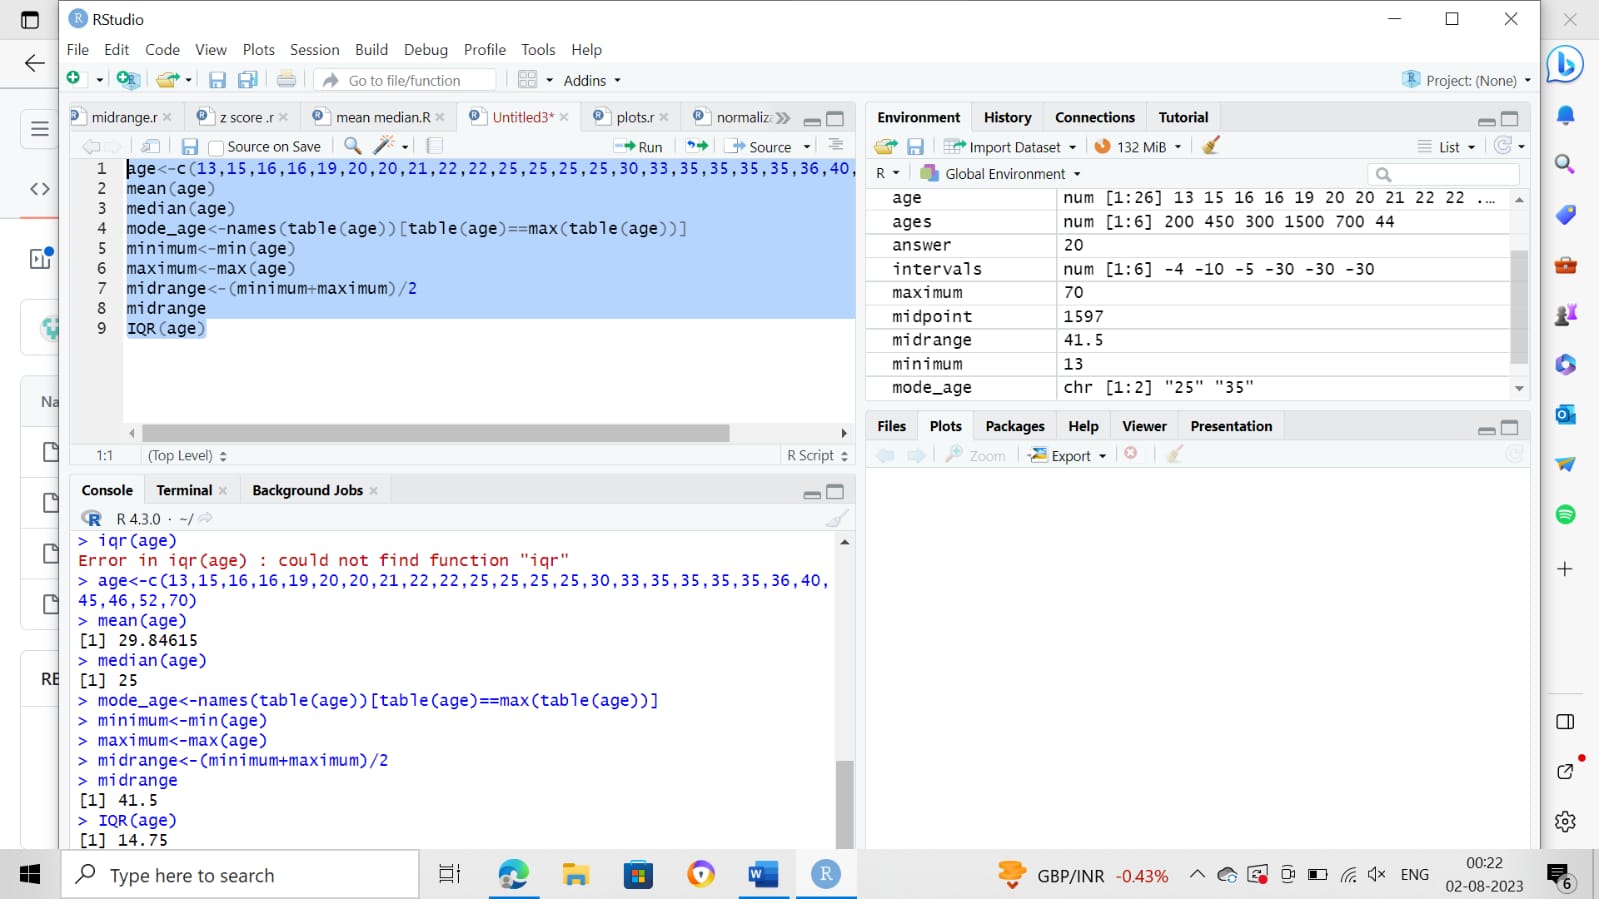 RStudio
File Edit Code View Plots Session Build Debug Profile Tools Help
Go to file/function
Addins
Project: (None)
midrange.r
z score .r
mean median.R
Untitled3*
plots.r
Source on Save
Run
Source
1 age<-c(13,15,16,16,19,20,20,21,22,22,25,25,25,25,30,33,35,35,35,35,36,40,
2 mean(age)
3 median(age)
4 mode_age<-names(table(age))[table(age)==max(table(age))]
5 minimum<-min(age)
6 maximum<-max(age)
7 midrange<-(minimum+maximum)/2
8 midrange
9 IQR(age)
1:1 (Top Level) R Script
Console Terminal Background Jobs
R 4.3.0 · ~/
> iqr(age)
Error in iqr(age) : could not find function "iqr"
> age<-c(13,15,16,16,19,20,20,21,22,22,25,25,25,25,30,33,35,35,35,35,36,40,
45,46,52,70)
> mean(age)
[1] 29.84615
> median(age)
[1] 25
> mode_age<-names(table(age))[table(age)==max(table(age))]
> minimum<-min(age)
> maximum<-max(age)
> midrange<-(minimum+maximum)/2
> midrange
[1] 41.5
> IQR(age)
[1] 14.75
Environment History Connections Tutorial
Import Dataset
132 MiB
List
R
Global Environment
age num [1:26] 13 15 16 16 19 20 20 21 22 22 ...
ages num [1:6] 200 450 300 1500 700 44
answer 20
intervals num [1:6] -4 -10 -5 -30 -30 -30
maximum 70
midpoint 1597
midrange 41.5
minimum 13
mode_age chr [1:2] "25" "35"
Files Plots Packages Help Viewer Presentation
Zoom
Export
Type here to search
GBP/INR -0.43%
ENG
00:22
02-08-2023
6